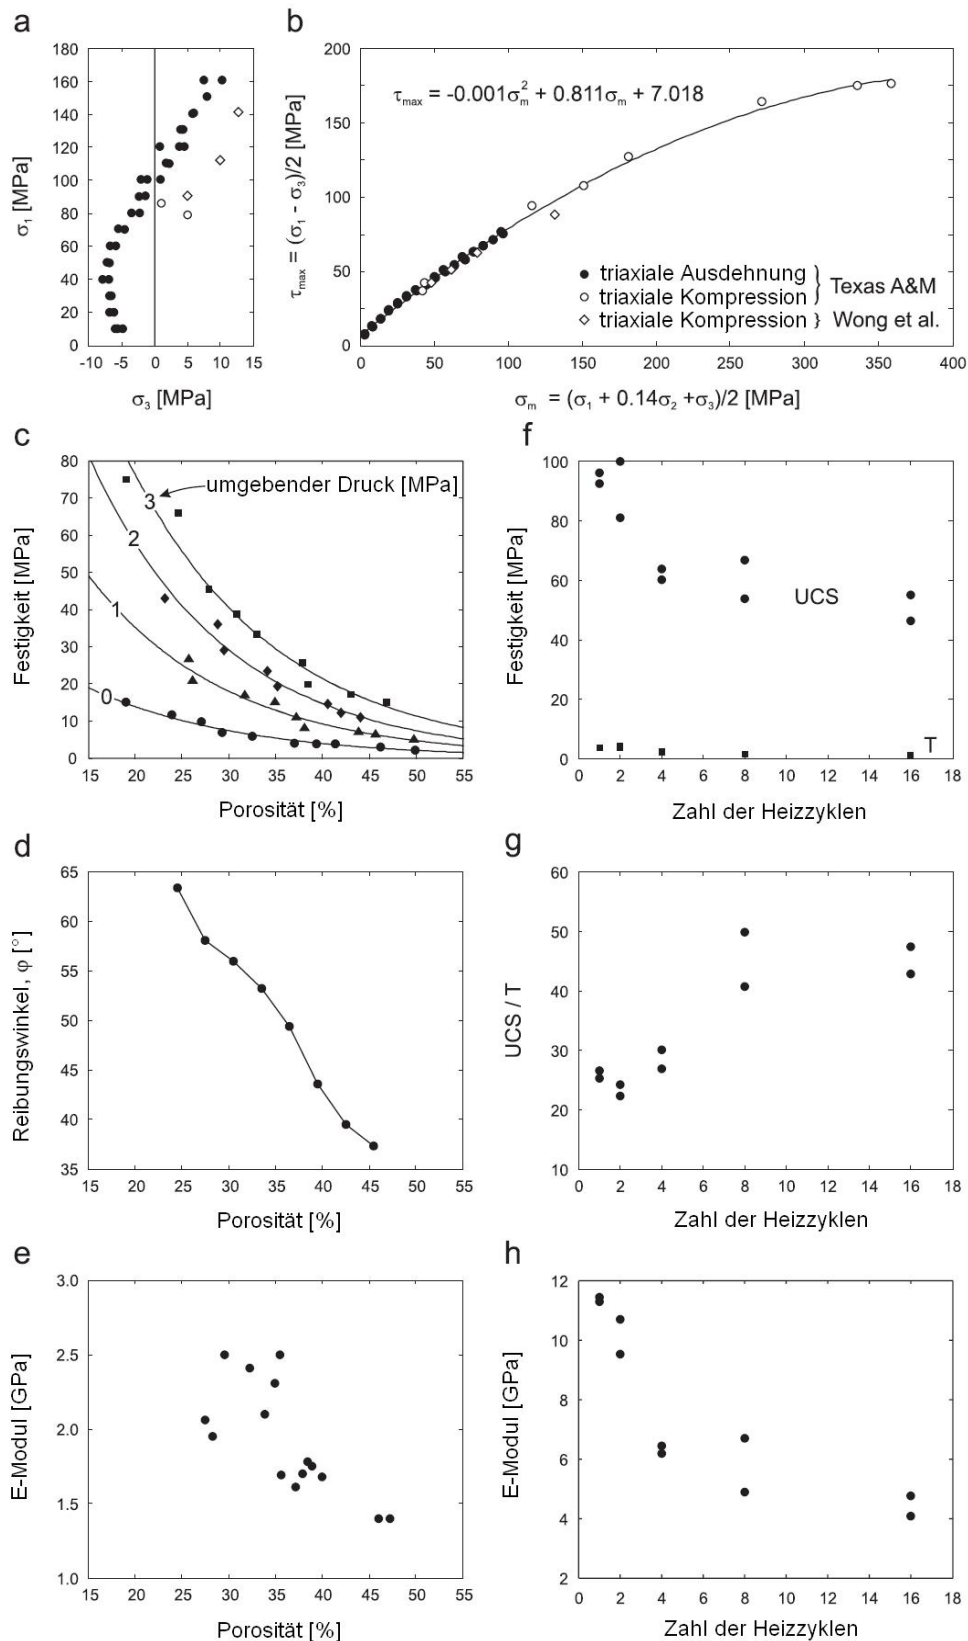 a
180
160
140
120
100
80
60
40
20
0
-10 -5 0 5 10 15
σ1 [MPa]
σ3 [MPa]
b
200
150
100
50
0
0 50 100 150 200 250 300 350 400
τmax = (σ1 - σ3)/2 [MPa]
τmax = -0.001σm² + 0.811σm + 7.018
triaxiale Ausdehnung
triaxiale Kompression
} Texas A&M
triaxiale Kompression } Wong et al.
σm = (σ1 + 0.14σ2 +σ3)/2 [MPa]
c
80
70
60
50
40
30
20
10
0
15 20 25 30 35 40 45 50 55
Festigkeit [MPa]
umgebender Druck [MPa]
3
2
1
0
Porosität [%]
f
100
80
60
40
20
0
0 2 4 6 8 10 12 14 16 18
Festigkeit [MPa]
UCS
T
Zahl der Heizzyklen
d
65
60
55
50
45
40
35
15 20 25 30 35 40 45 50 55
Reibungswinkel, φ [°]
Porosität [%]
g
60
50
40
30
20
10
0 2 4 6 8 10 12 14 16 18
UCS / T
Zahl der Heizzyklen
e
3.0
2.5
2.0
1.5
1.0
15 20 25 30 35 40 45 50 55
E-Modul [GPa]
Porosität [%]
h
12
10
8
6
4
2
0 2 4 6 8 10 12 14 16 18
E-Modul [GPa]
Zahl der Heizzyklen